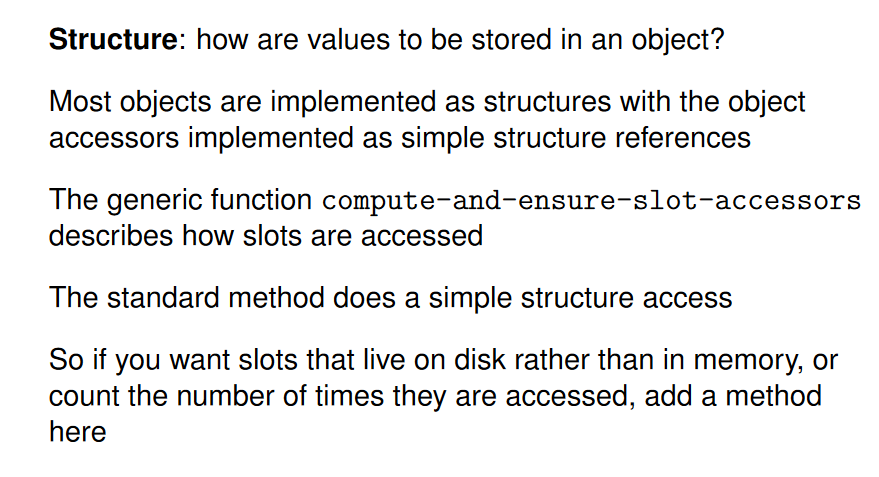 Structure: how are values to be stored in an object?
Most objects are implemented as structures with the object
accessors implemented as simple structure references
The generic function compute-and-ensure-slot-accessors
describes how slots are accessed
The standard method does a simple structure access
So if you want slots that live on disk rather than in memory, or
count the number of times they are accessed, add a method
here